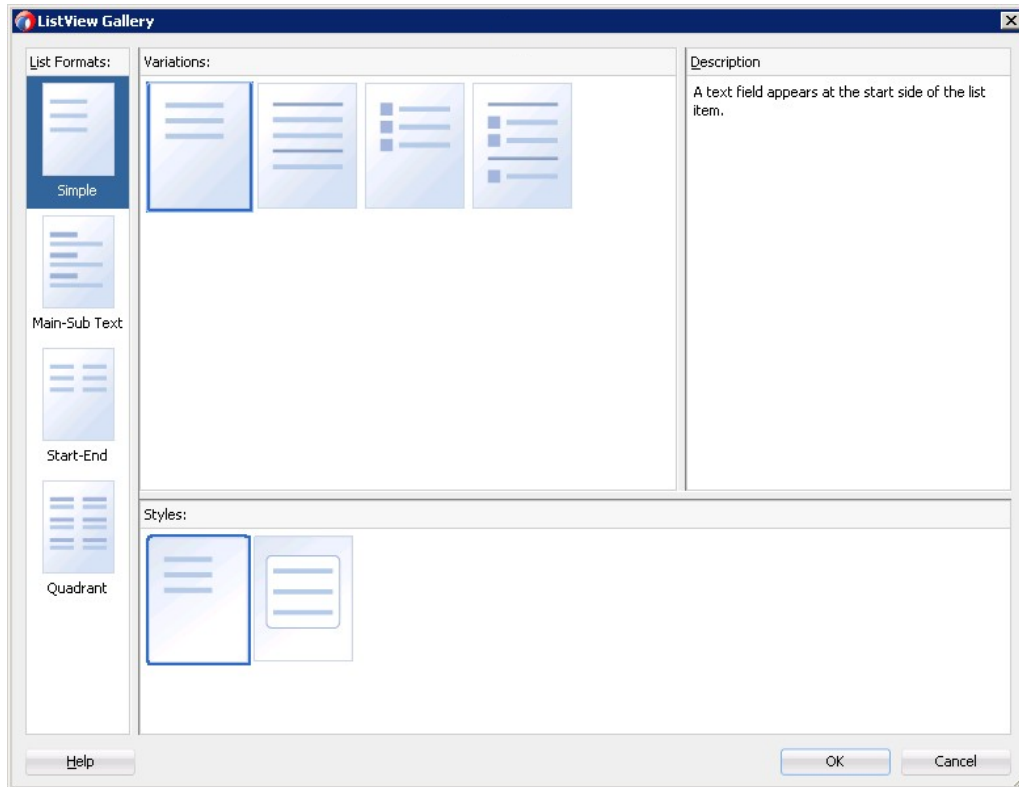 ListView Gallery
List Formats:
Simple
Main-Sub Text
Start-End
Quadrant
Variations:
Description
A text field appears at the start side of the list
item.
Styles:
Help
OK
Cancel